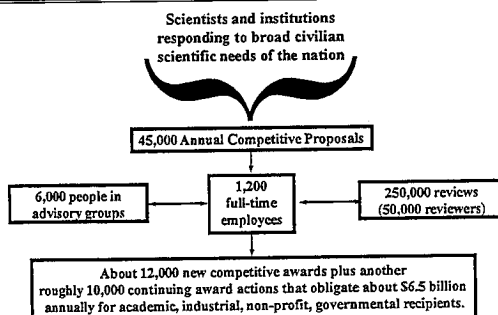 Scientists and institutions
responding to broad civilian
scientific needs of the nation
45,000 Annual Competitive Proposals
6,000 people in
advisory groups
1,200
full-time
employees
250,000 reviews
(50,000 reviewers)
About 12,000 new competitive awards plus another
roughly 10,000 continuing award actions that obligate about $6.5 billion
annually for academic, industrial, non-profit, governmental recipients.